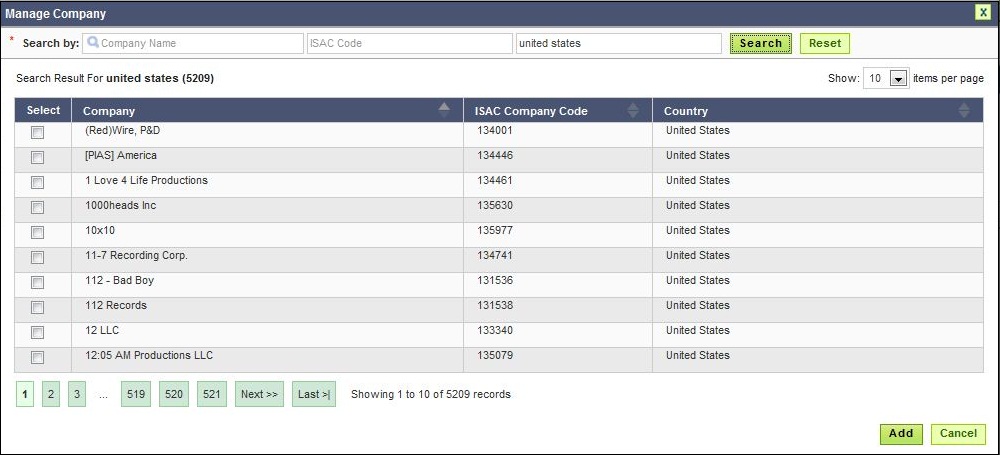 Manage Company X
* Search by: Company Name ISAC Code united states Search Reset
Search Result For united states (5209) Show: 10 items per page
Select Company ISAC Company Code Country
(Red)Wire, P&D 134001 United States
[PIAS] America 134446 United States
1 Love 4 Life Productions 134461 United States
1000heads Inc 135630 United States
10x10 135977 United States
11-7 Recording Corp. 134741 United States
112 - Bad Boy 131536 United States
112 Records 131538 United States
12 LLC 133340 United States
12:05 AM Productions LLC 135079 United States
1 2 3 ... 519 520 521 Next >> Last >| Showing 1 to 10 of 5209 records
Add Cancel